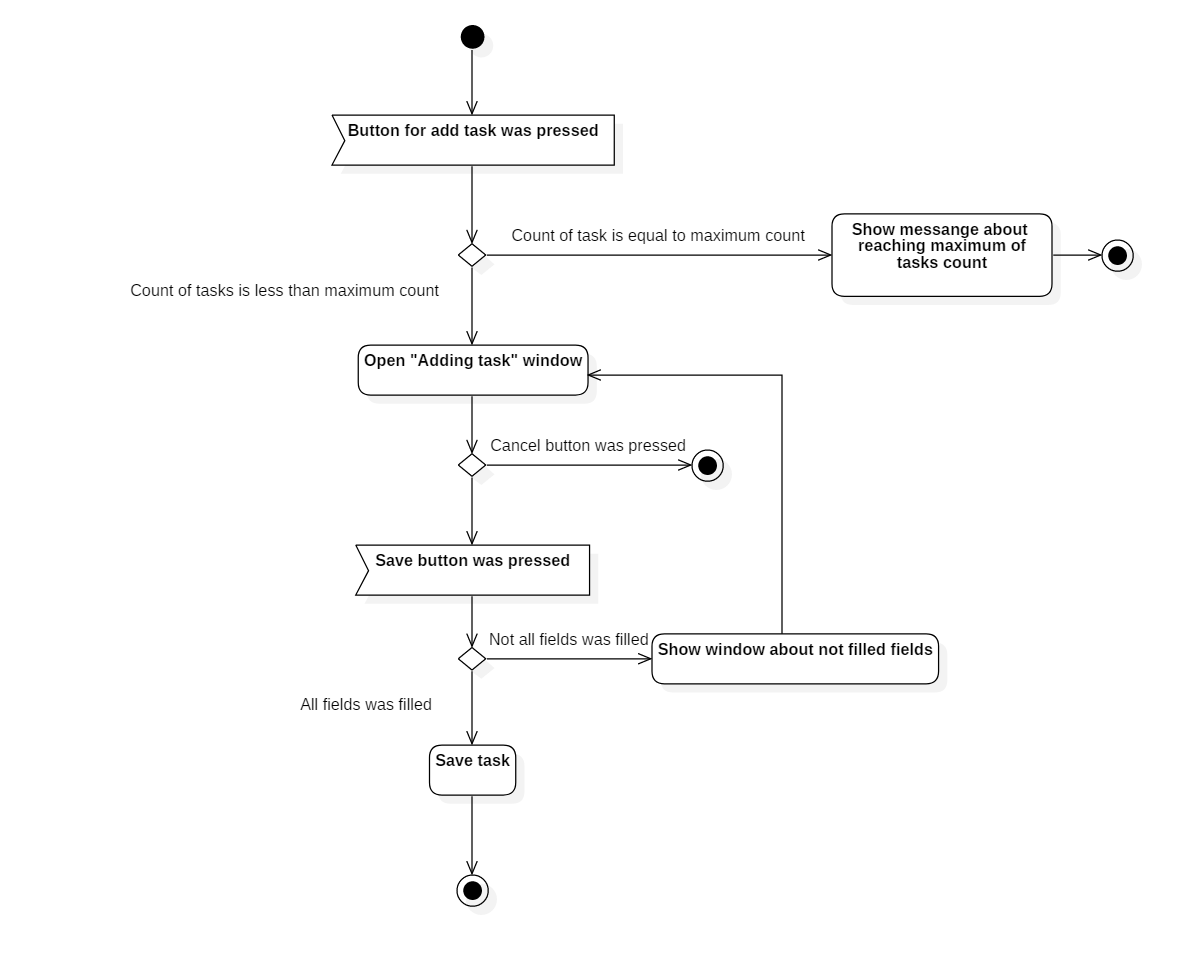 Button for add task was pressed
Count of task is equal to maximum count
Show messange about
reaching maximum of
tasks count
Count of tasks is less than maximum count
Open "Adding task" window
Cancel button was pressed
Save button was pressed
Not all fields was filled
Show window about not filled fields
All fields was filled
Save task